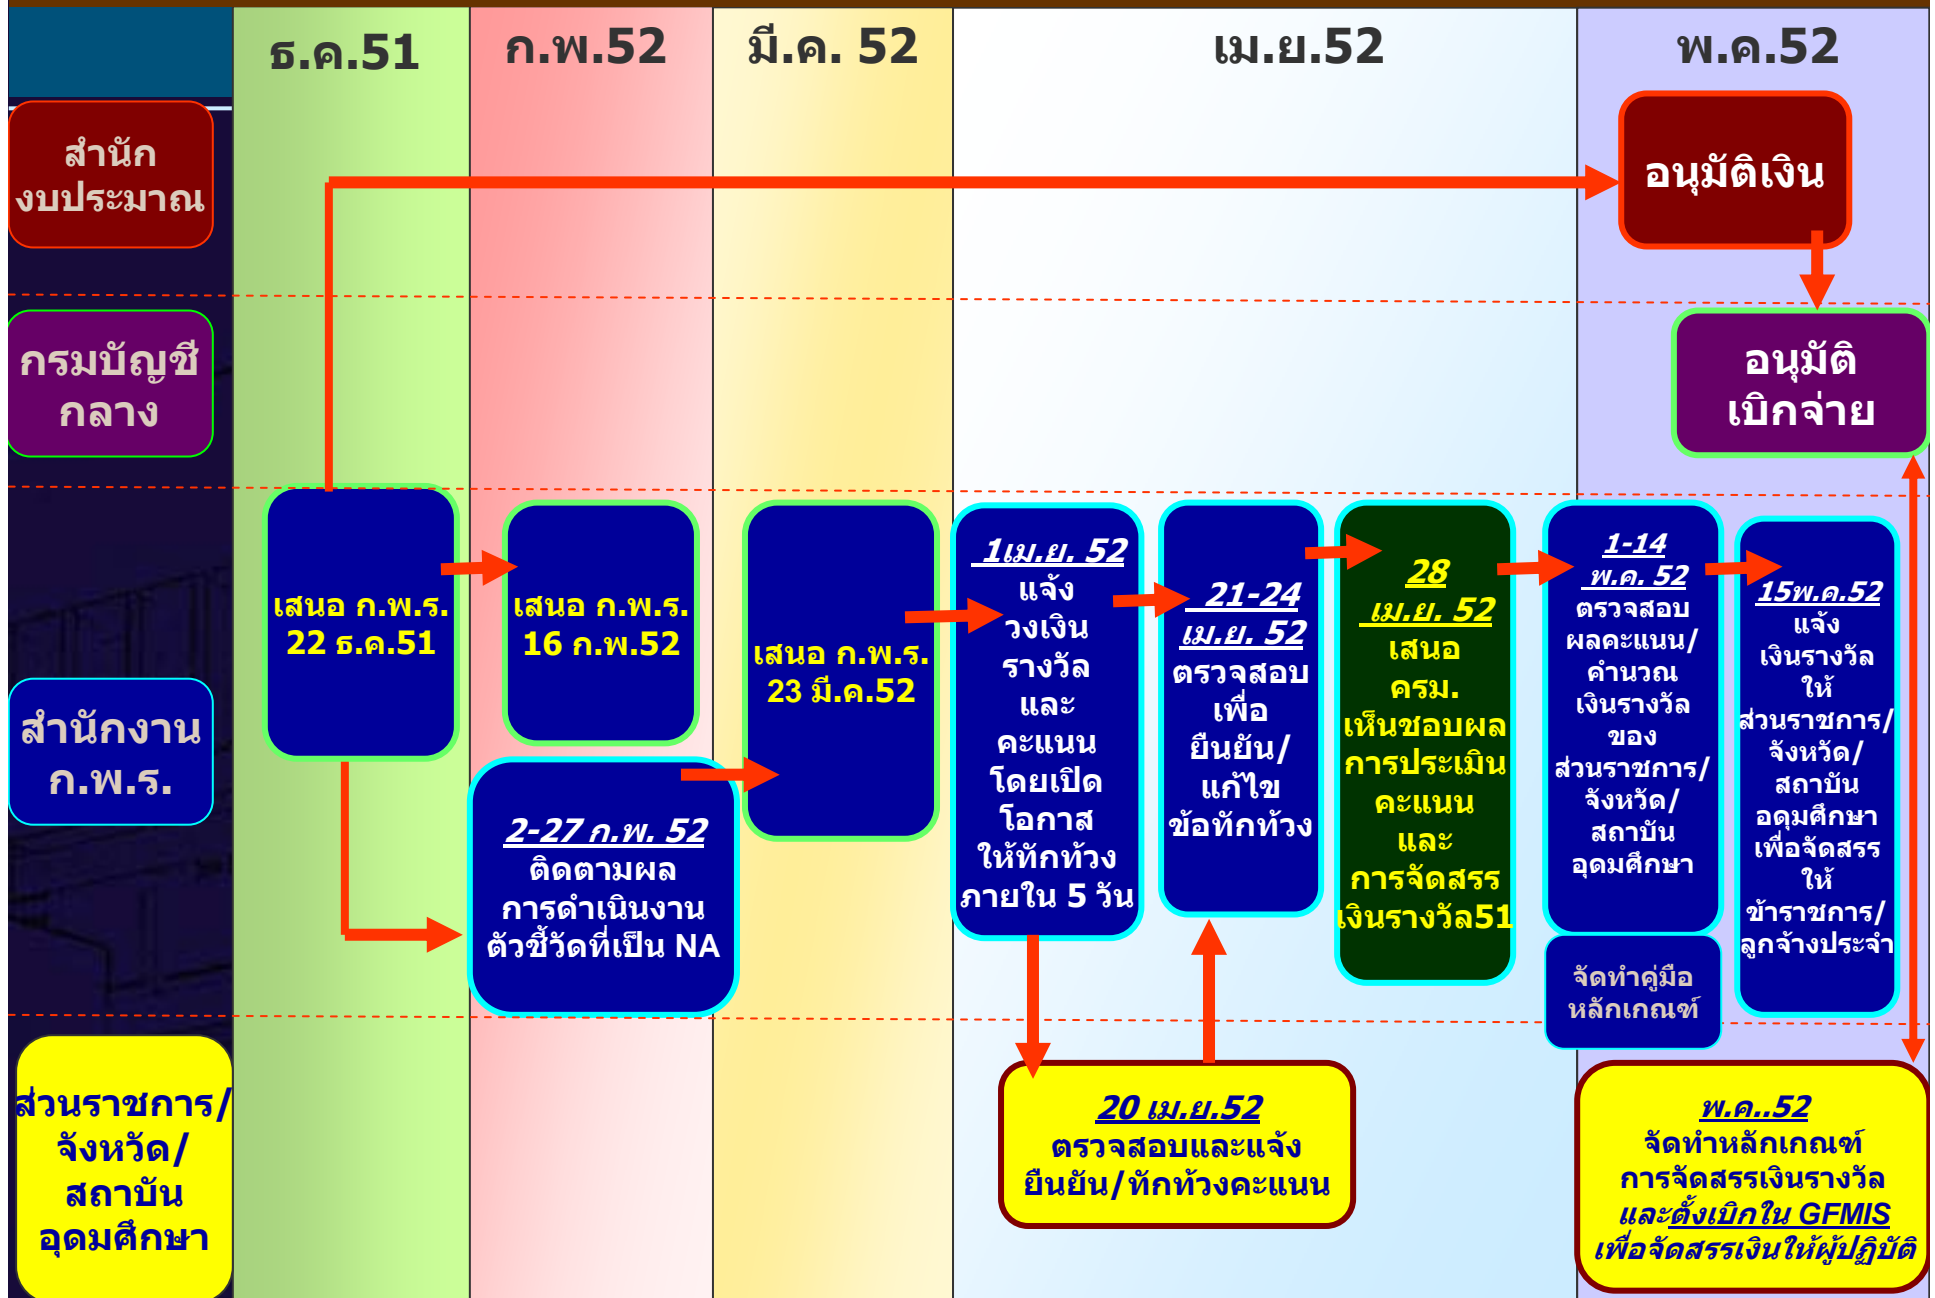 ธ.ค.51
ก.พ.52
มี.ค. 52
เม.ย.52
พ.ค.52
สำนัก
งบประมาณ
อนุมัติเงิน
กรมบัญชี
กลาง
อนุมัติ
เบิกจ่าย
สำนักงาน
ก.พ.ร.
เสนอ ก.พ.ร.
22 ธ.ค.51
เสนอ ก.พ.ร.
16 ก.พ.52
2-27 ก.พ. 52
ติดตามผล
การดำเนินงาน
ตัวชี้วัดที่เป็น NA
เสนอ ก.พ.ร.
23 มี.ค.52
1เม.ย. 52
แจ้ง
วงเงิน
รางวัล
และ
คะแนน
โดยเปิด
โอกาส
ให้ทักท้วง
ภายใน 5 วัน
21-24
เม.ย. 52
ตรวจสอบ
เพื่อ
ยืนยัน/
แก้ไข
ข้อทักท้วง
28
เม.ย. 52
เสนอ
ครม.
เห็นชอบผล
การประเมิน
คะแนน
และ
การจัดสรร
เงินรางวัล51
1-14
พ.ค. 52
ตรวจสอบ
ผลคะแนน/
คำนวณ
เงินรางวัล
ของ
ส่วนราชการ/
จังหวัด/
สถาบัน
อุดมศึกษา
จัดทำคู่มือ
หลักเกณฑ์
15พ.ค.52
แจ้ง
เงินรางวัล
ให้
ส่วนราชการ/
จังหวัด/
สถาบัน
อดุมศึกษา
เพื่อจัดสรร
ให้
ข้าราชการ/
ลูกจ้างประจำ
ส่วนราชการ/
จังหวัด/
สถาบัน
อุดมศึกษา
20 เม.ย.52
ตรวจสอบและแจ้ง
ยืนยัน/ทักท้วงคะแนน
พ.ค..52
จัดทำหลักเกณฑ์
การจัดสรรเงินรางวัล
และตั้งเบิกใน GFMIS
เพื่อจัดสรรเงินให้ผู้ปฏิบัติ